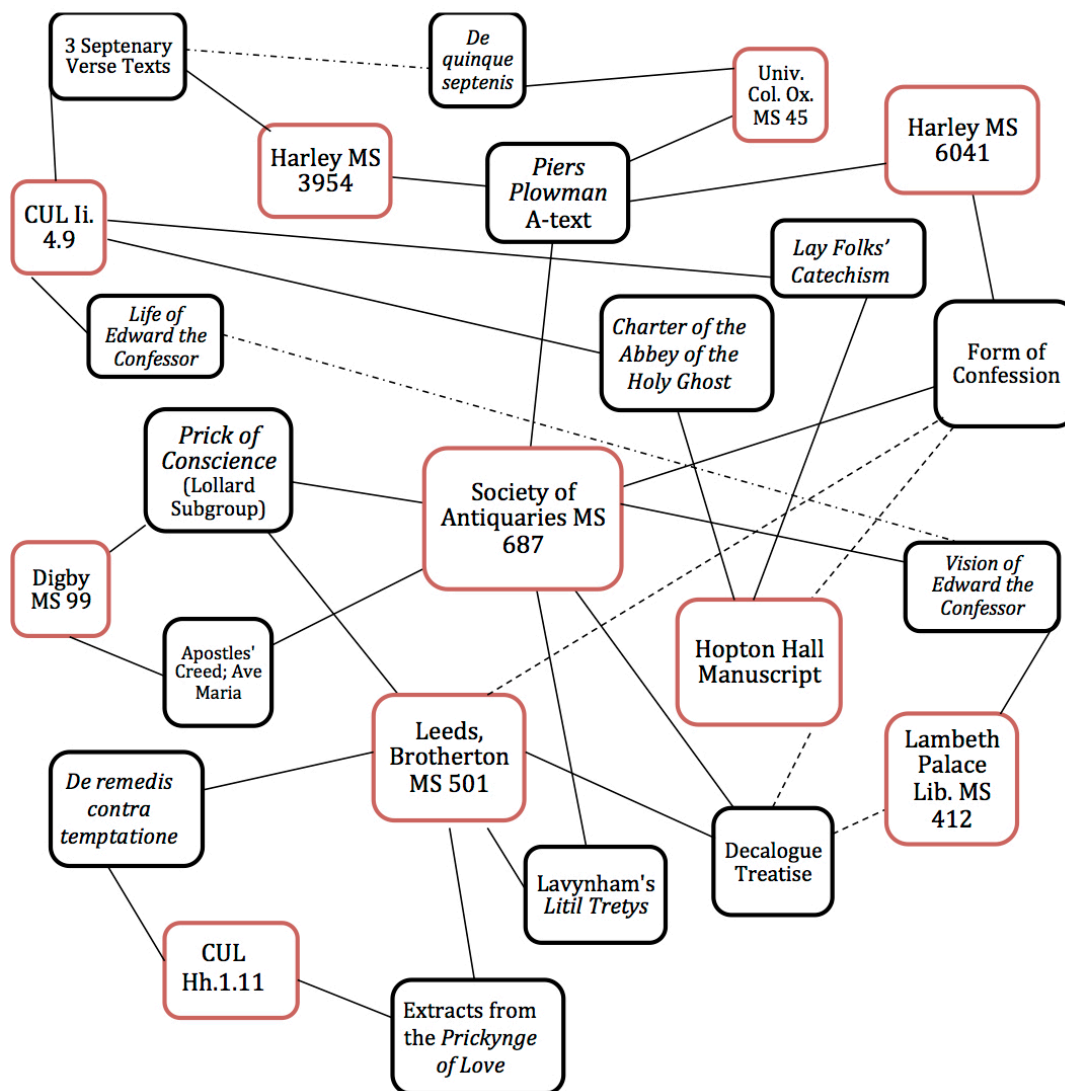 3 Septenary
Verse Texts
De
quinque
septenis
Univ.
Col. Ox.
MS 45
Harley MS
6041
Harley MS
3954
Piers
Plowman
A-text
CUL Ii.
4.9
Lay Folks’
Catechism
Life of
Edward the
Confessor
Charter of the
Abbey of the
Holy Ghost
Form of
Confession
Prick of
Conscience
(Lollard
Subgroup)
Society of
Antiquaries MS
687
Digby
MS 99
Vision of
Edward the
Confessor
Apostles’
Creed; Ave
Maria
Hopton Hall
Manuscript
Leeds,
Brotherton
MS 501
Lambeth
Palace
Lib. MS
412
De remedis
contra
temptatione
Decalogue
Treatise
Lavynham's
Litil Tretys
CUL
Hh.1.11
Extracts from
the Prickynge
of Love